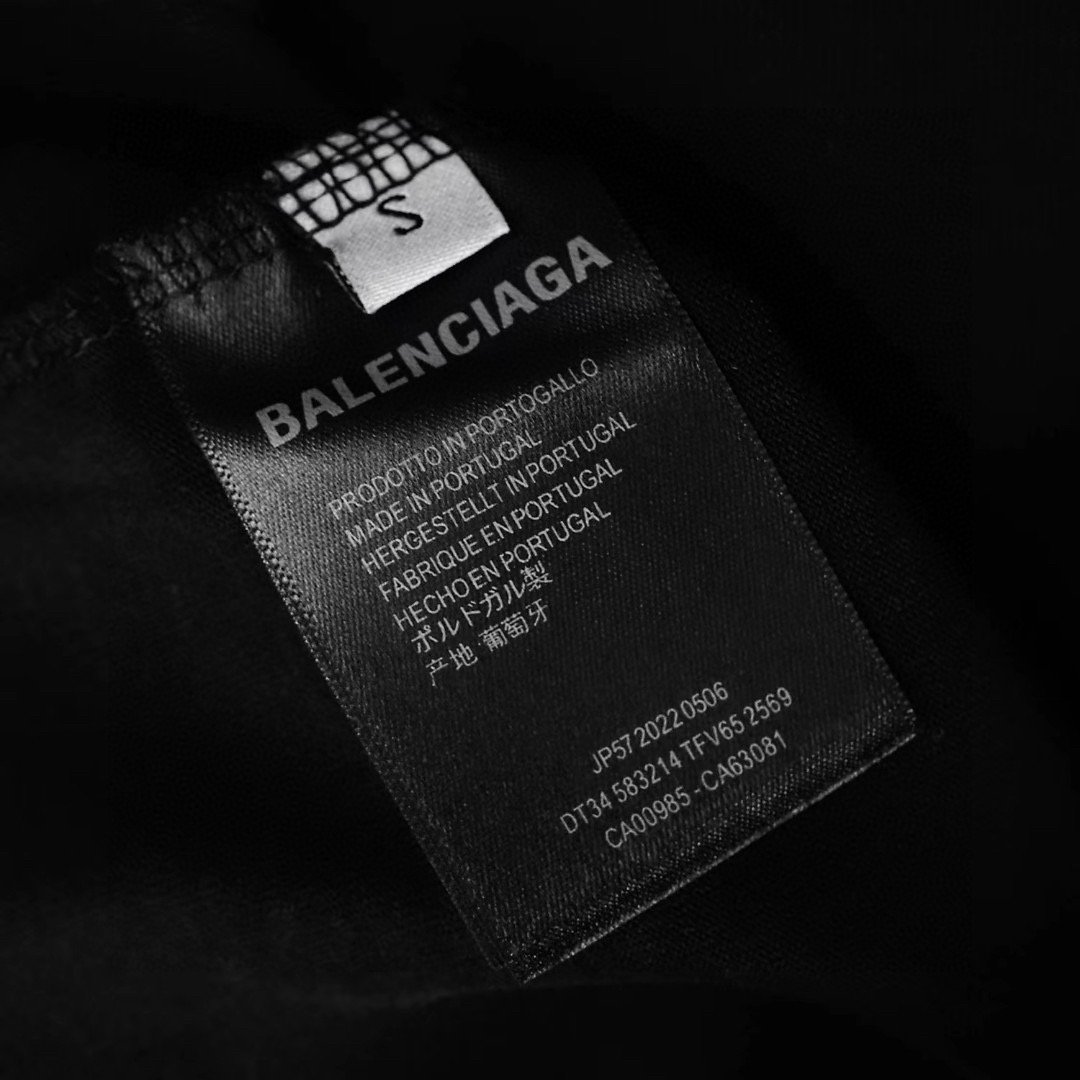 S
BALENCIAGA
PRODOTTO IN PORTOGALLO
MADE IN PORTUGAL
HERGESTELLT IN PORTUGAL
FABRIQUE EN PORTUGAL
HECHO EN PORTUGAL
ポルドガル製
产地 葡萄牙
JP57 2022 0506
DT34 583214 TFV65 2569
CA00985 - CA63081